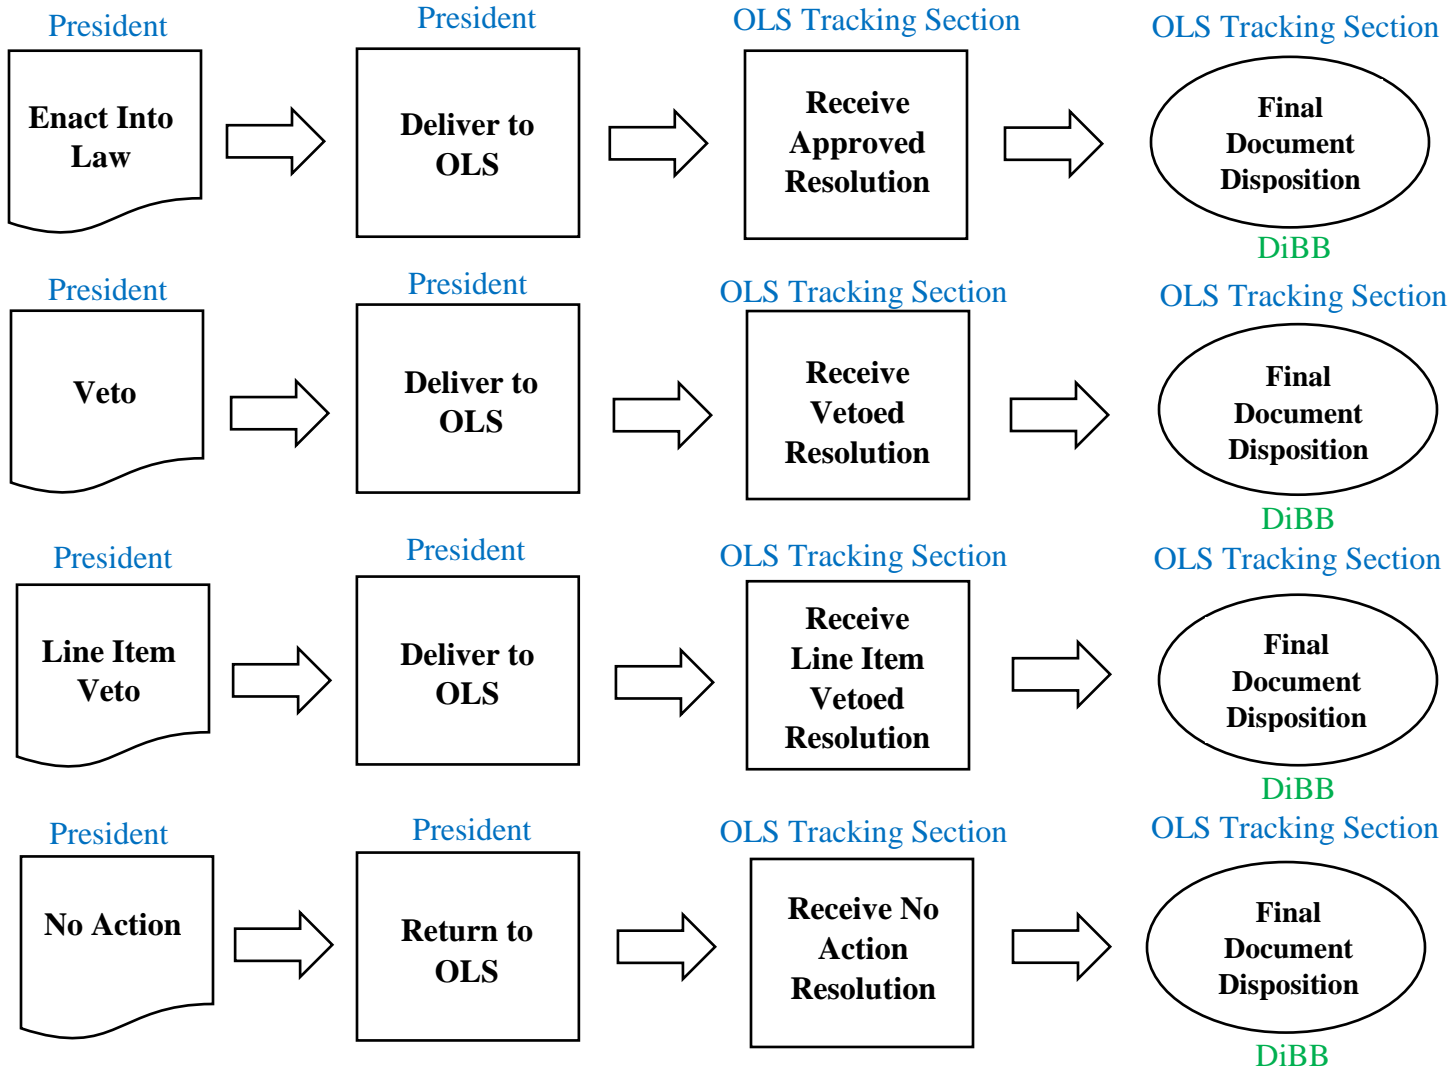 President
President
OLS Tracking Section
OLS Tracking Section
Enact Into
Law
Deliver to
OLS
Receive
Approved
Resolution
Final
Document
Disposition
DiBB
President
President
OLS Tracking Section
OLS Tracking Section
Veto
Deliver to
OLS
Receive
Vetoed
Resolution
Final
Document
Disposition
DiBB
President
President
OLS Tracking Section
OLS Tracking Section
Line Item
Veto
Deliver to
OLS
Receive
Line Item
Vetoed
Resolution
Final
Document
Disposition
DiBB
President
President
OLS Tracking Section
OLS Tracking Section
No Action
Return to
OLS
Receive No
Action
Resolution
Final
Document
Disposition
DiBB